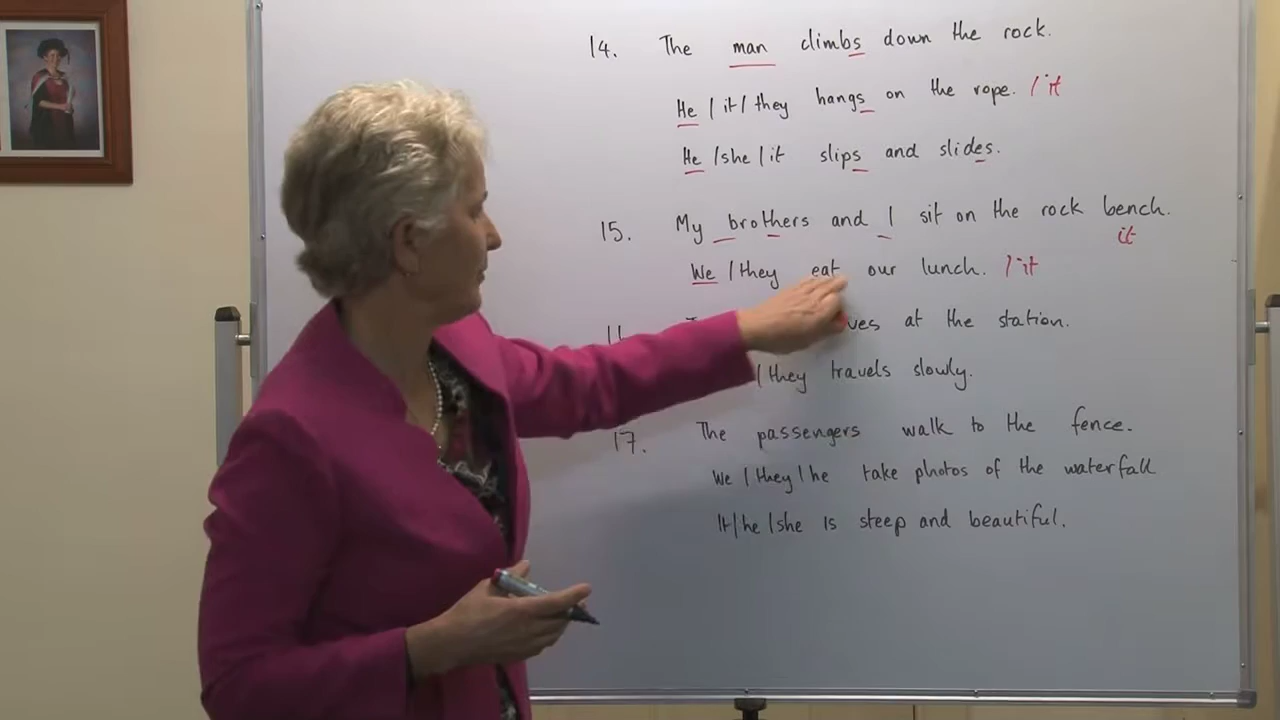 14. The man climbs down the rock.
He / it / they hangs on the rope. / it
He / she / it slips and slides.
15. My brothers and I sit on the rock bench.
it
We / they eat our lunch. / it
at the station.
/ they travels slowly.
17. The passengers walk to the fence.
We / they / he take photos of the waterfall
It / he / she is steep and beautiful.